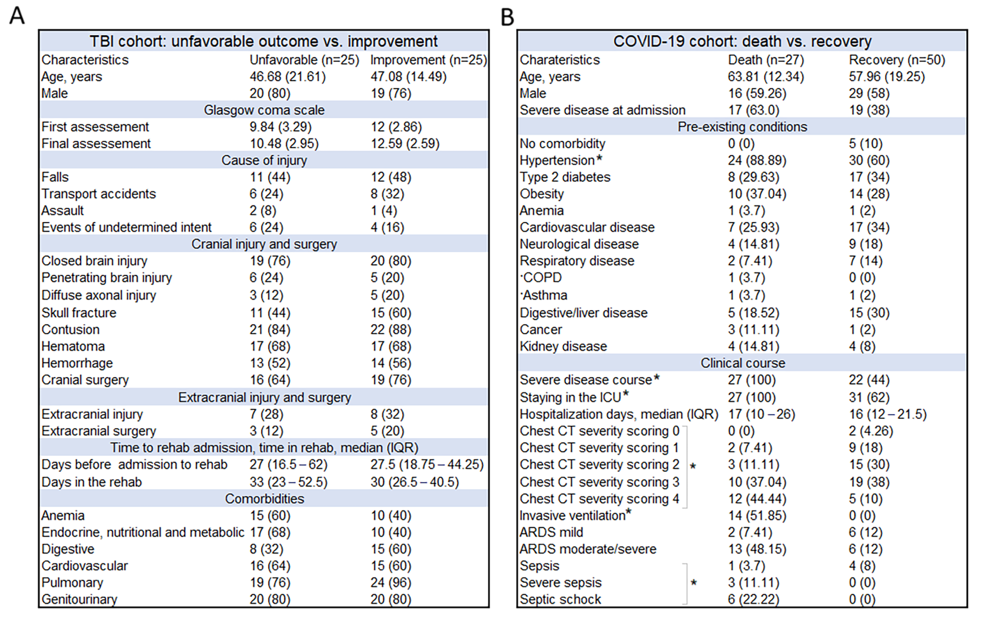 A
TBI cohort: unfavorable outcome vs. improvement
Characteristics Unfavorable (n=25) Improvement (n=25)
Age, years 46.68 (21.61) 47.08 (14.49)
Male 20 (80) 19 (76)
Glasgow coma scale
First assessement 9.84 (3.29) 12 (2.86)
Final assessement 10.48 (2.95) 12.59 (2.59)
Cause of injury
Falls 11 (44) 12 (48)
Transport accidents 6 (24) 8 (32)
Assault 2 (8) 1 (4)
Events of undetermined intent 6 (24) 4 (16)
Cranial injury and surgery
Closed brain injury 19 (76) 20 (80)
Penetrating brain injury 6 (24) 5 (20)
Diffuse axonal injury 3 (12) 5 (20)
Skull fracture 11 (44) 15 (60)
Contusion 21 (84) 22 (88)
Hematoma 17 (68) 17 (68)
Hemorrhage 13 (52) 14 (56)
Cranial surgery 16 (64) 19 (76)
Extracranial injury and surgery
Extracranial injury 7 (28) 8 (32)
Extracranial surgery 3 (12) 5 (20)
Time to rehab admission, time in rehab, median (IQR)
Days before admission to rehab 27 (16.5–62) 27.5 (18.75–44.25)
Days in the rehab 33 (23–52.5) 30 (26.5–40.5)
Comorbidities
Anemia 15 (60) 10 (40)
Endocrine, nutritional and metabolic 17 (68) 10 (40)
Digestive 8 (32) 15 (60)
Cardiovascular 16 (64) 15 (60)
Pulmonary 19 (76) 24 (96)
Genitourinary 20 (80) 20 (80)
B
COVID-19 cohort: death vs. recovery
Charateristics Death (n=27) Recovery (n=50)
Age, years 63.81 (12.34) 57.96 (19.25)
Male 16 (59.26) 29 (58)
Severe disease at admission 17 (63.0) 19 (38)
Pre-existing conditions
No comorbidity 0 (0) 5 (10)
Hypertension* 24 (88.89) 30 (60)
Type 2 diabetes 8 (29.63) 17 (34)
Obesity 10 (37.04) 14 (28)
Anemia 1 (3.7) 1 (2)
Cardiovascular disease 7 (25.93) 17 (34)
Neurological disease 4 (14.81) 9 (18)
Respiratory disease 2 (7.41) 7 (14)
·COPD 1 (3.7) 0 (0)
·Asthma 1 (3.7) 1 (2)
Digestive/liver disease 5 (18.52) 15 (30)
Cancer 3 (11.11) 1 (2)
Kidney disease 4 (14.81) 4 (8)
Clinical course
Severe disease course* 27 (100) 22 (44)
Staying in the ICU* 27 (100) 31 (62)
Hospitalization days, median (IQR) 17 (10–26) 16 (12–21.5)
Chest CT severity scoring 0 0 (0) 2 (4.26)
Chest CT severity scoring 1 2 (7.41) 9 (18)
Chest CT severity scoring 2 * 3 (11.11) 15 (30)
Chest CT severity scoring 3 10 (37.04) 19 (38)
Chest CT severity scoring 4 12 (44.44) 5 (10)
Invasive ventilation* 14 (51.85) 0 (0)
ARDS mild 2 (7.41) 6 (12)
ARDS moderate/severe 13 (48.15) 6 (12)
Sepsis 1 (3.7) 4 (8)
Severe sepsis * 3 (11.11) 0 (0)
Septic schock 6 (22.22) 0 (0)